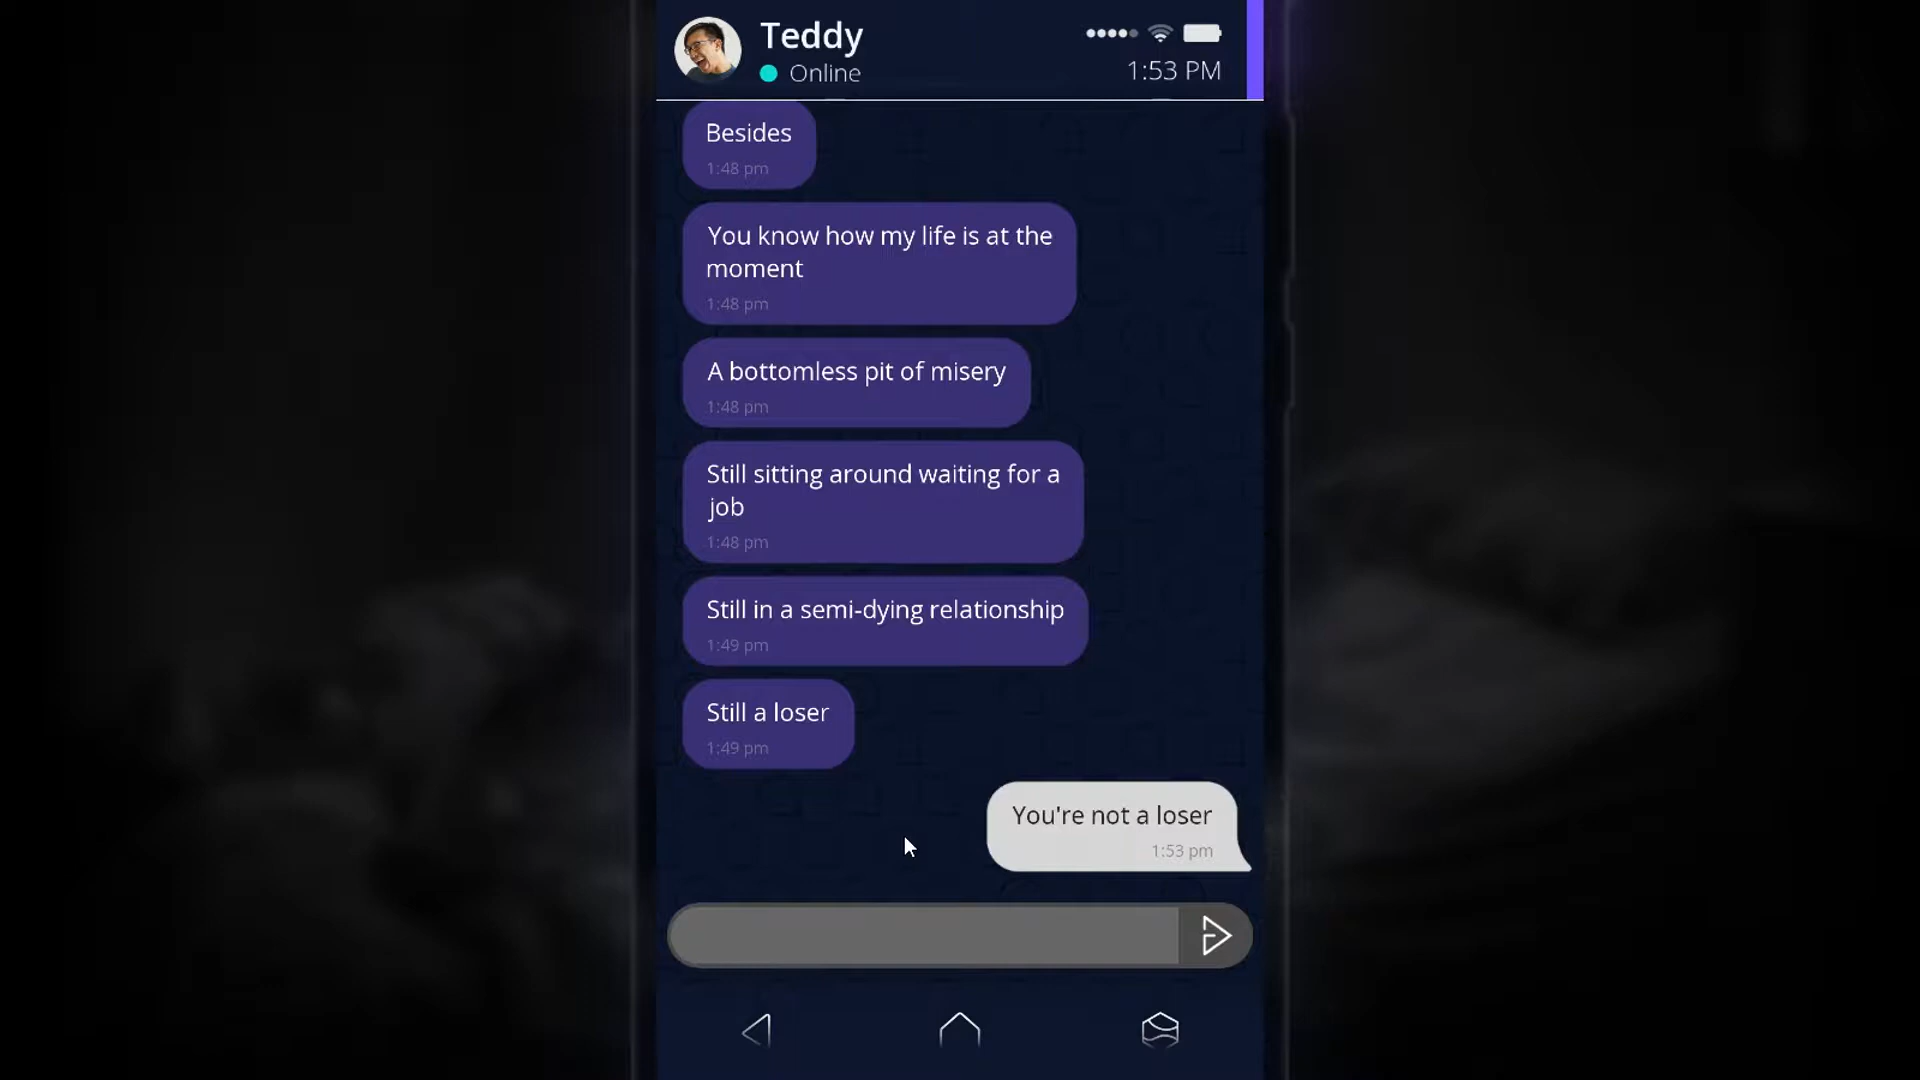 Teddy
Online
1:53 PM
Besides
1:48 pm
You know how my life is at the
moment
1:48 pm
A bottomless pit of misery
1:48 pm
Still sitting around waiting for a
job
1:48 pm
Still in a semi-dying relationship
1:49 pm
Still a loser
1:49 pm
You're not a loser
1:53 pm